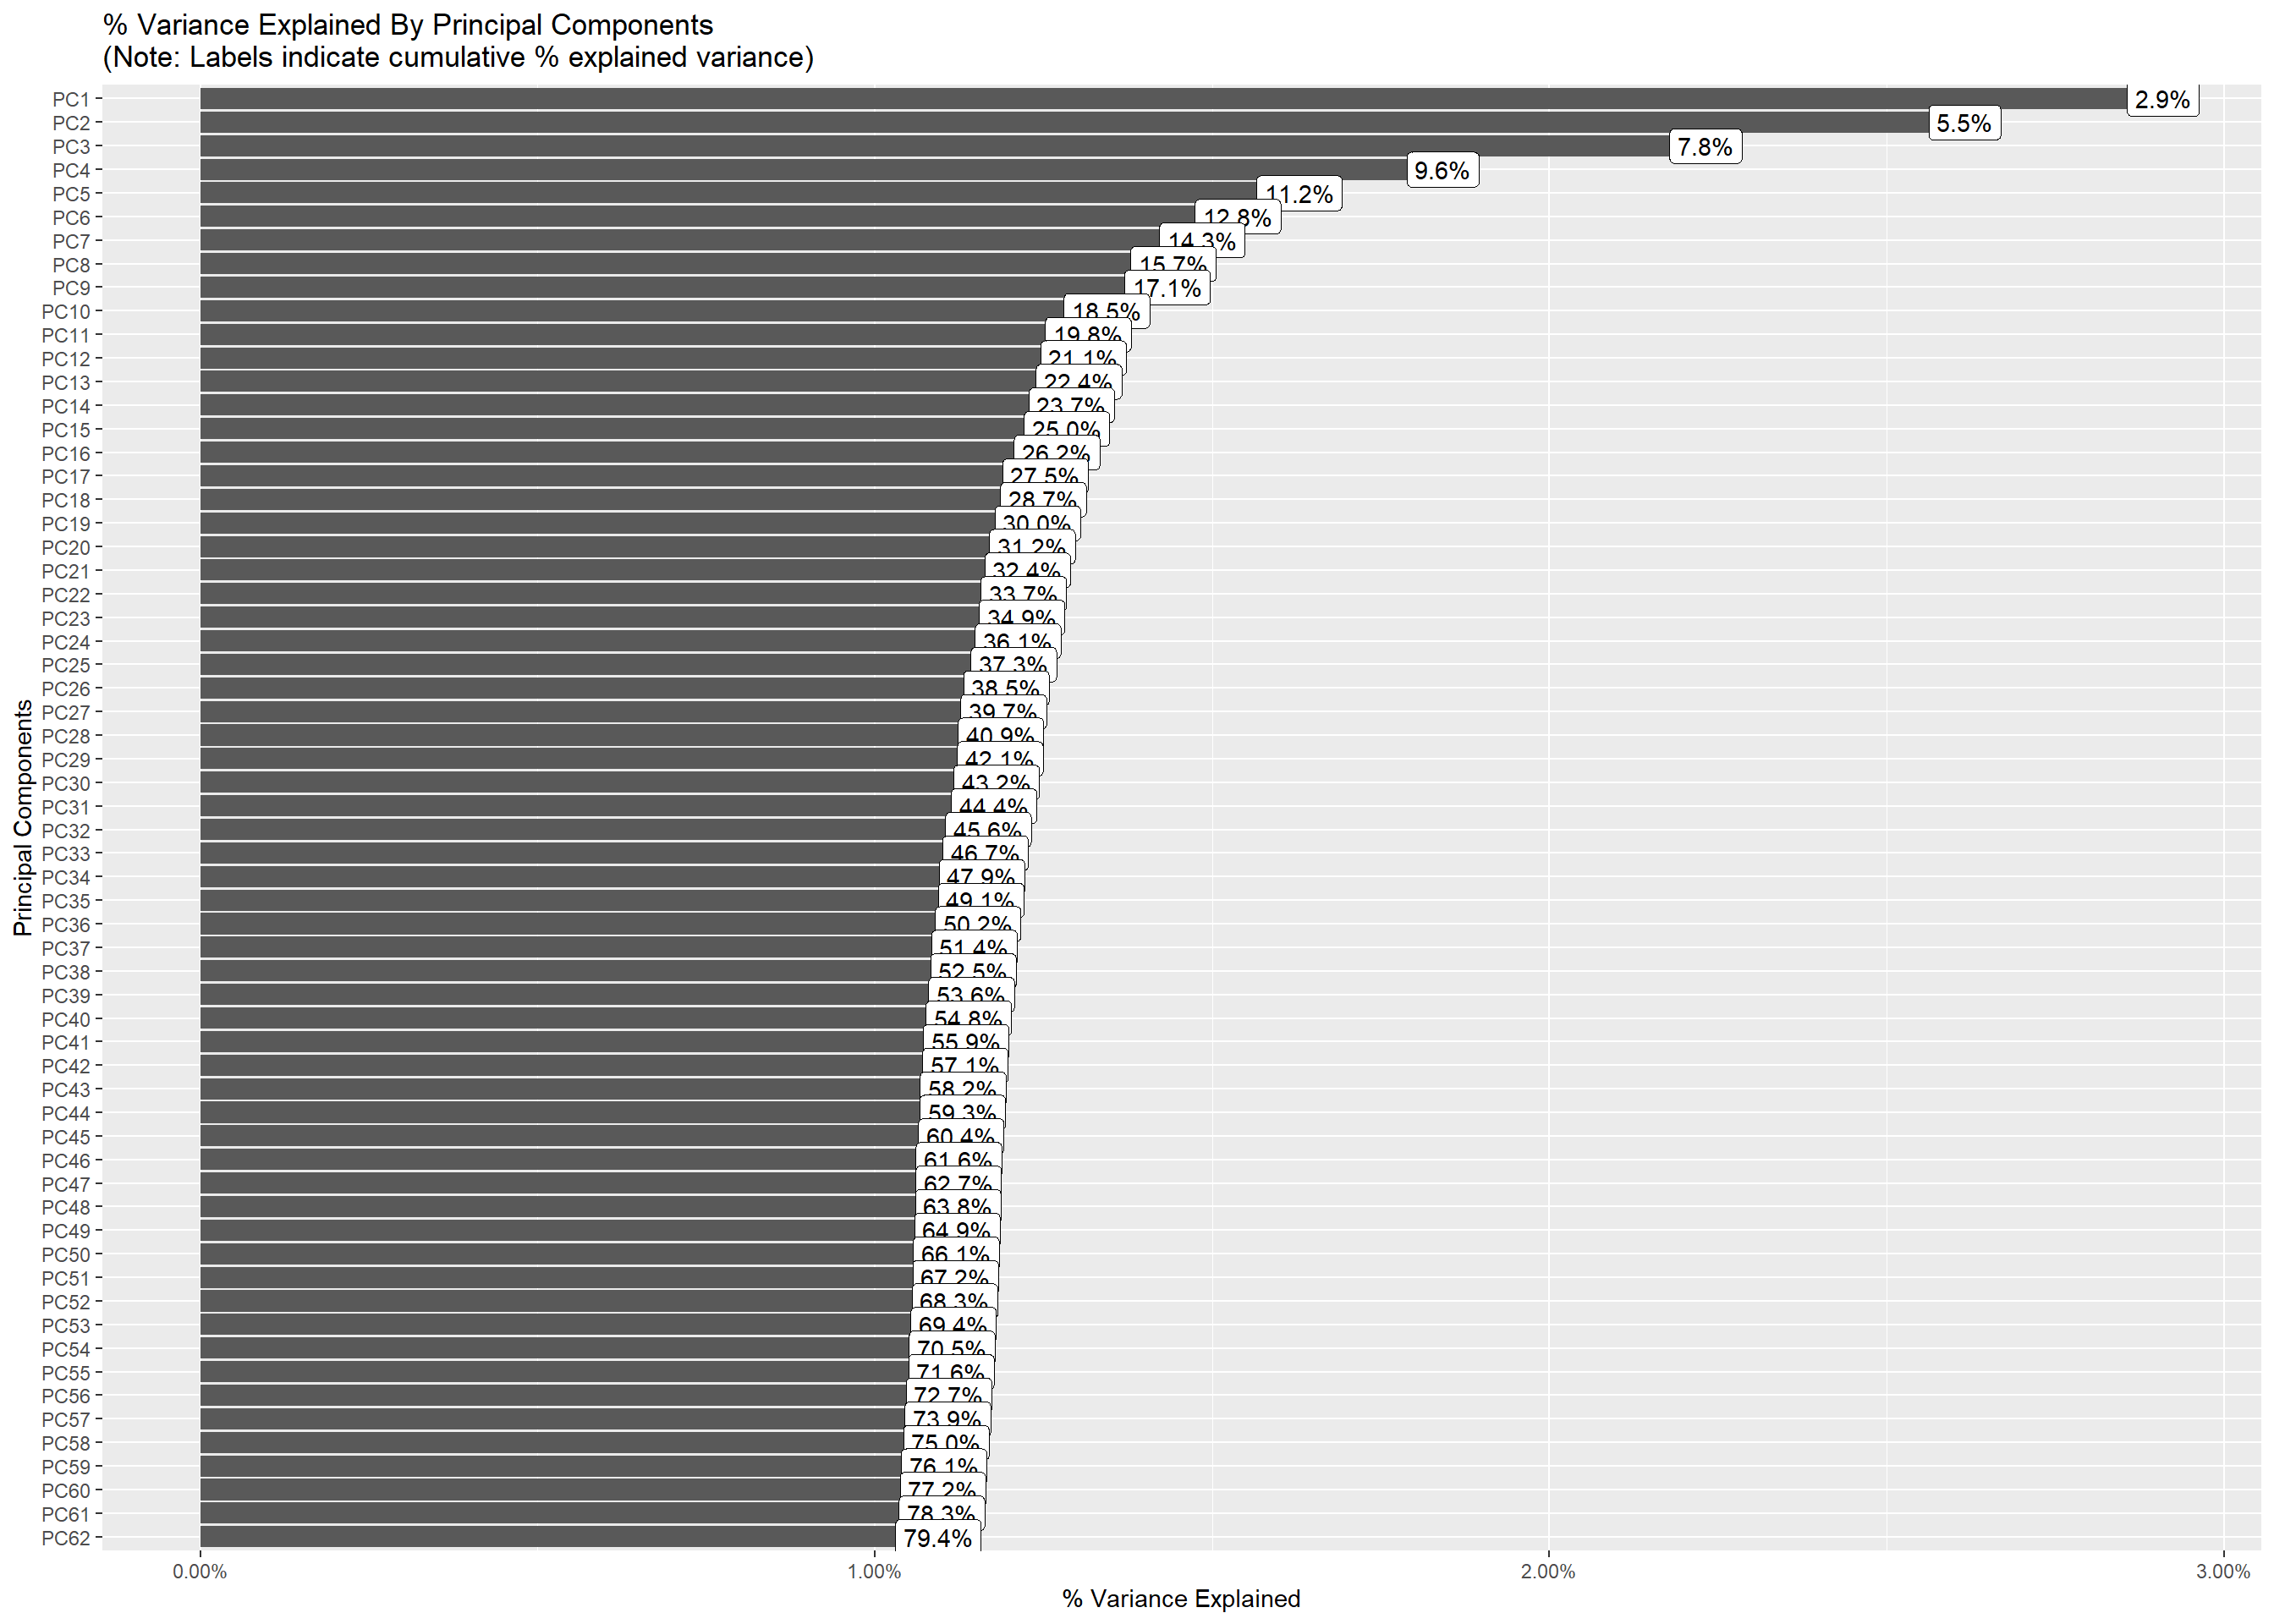 % Variance Explained By Principal Components
(Note: Labels indicate cumulative % explained variance)
PC1 2.9%
PC2 5.5%
PC3 7.8%
PC4 9.6%
PC5 11.2%
PC6 12.8%
PC7 14.3%
PC8 15.7%
PC9 17.1%
PC10 18.5%
PC11 19.8%
PC12 21.1%
PC13 22.4%
PC14 23.7%
PC15 25.0%
PC16 26.2%
PC17 27.5%
PC18 28.7%
PC19 30.0%
PC20 31.2%
PC21 32.4%
PC22 33.7%
PC23 34.9%
PC24 36.1%
PC25 37.3%
PC26 38.5%
PC27 39.7%
PC28 40.9%
PC29 42.1%
PC30 43.2%
PC31 44.4%
PC32 45.6%
PC33 46.7%
PC34 47.9%
PC35 49.1%
PC36 50.2%
PC37 51.4%
PC38 52.5%
PC39 53.6%
PC40 54.8%
PC41 55.9%
PC42 57.1%
PC43 58.2%
PC44 59.3%
PC45 60.4%
PC46 61.6%
PC47 62.7%
PC48 63.8%
PC49 64.9%
PC50 66.1%
PC51 67.2%
PC52 68.3%
PC53 69.4%
PC54 70.5%
PC55 71.6%
PC56 72.7%
PC57 73.9%
PC58 75.0%
PC59 76.1%
PC60 77.2%
PC61 78.3%
PC62 79.4%
Principal Components
0.00% 1.00% 2.00% 3.00%
% Variance Explained